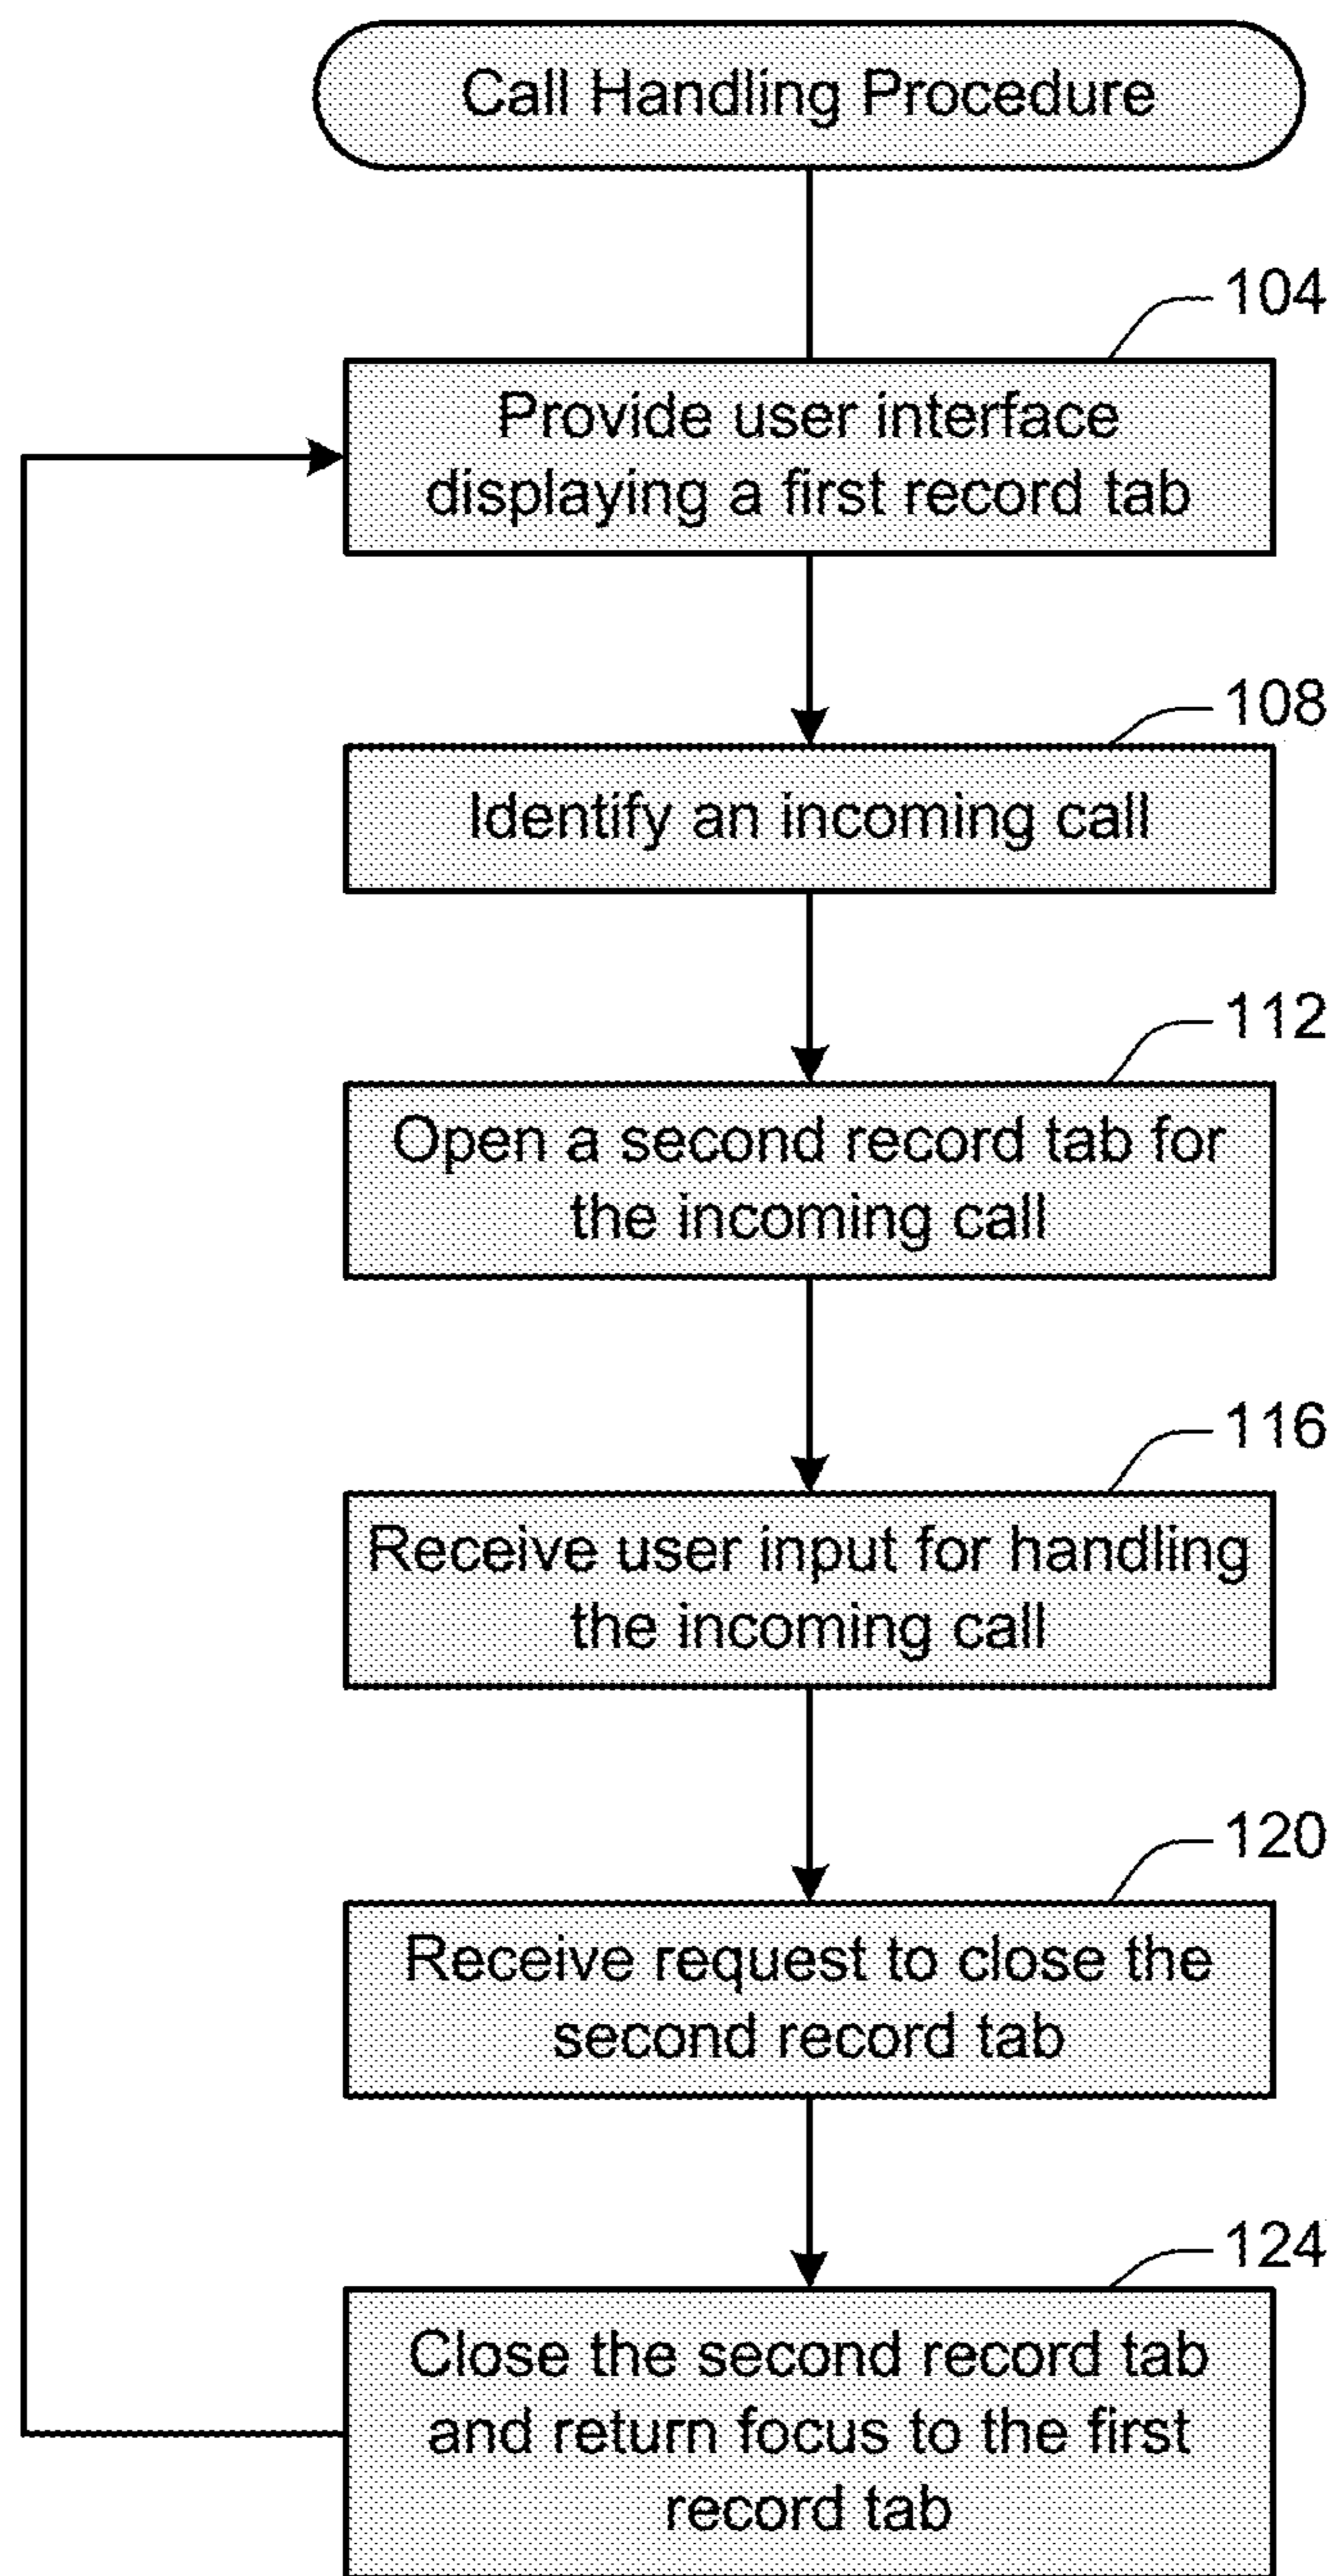 Call Handling Procedure
104
Provide user interface
displaying a first record tab
108
Identify an incoming call
112
Open a second record tab for
the incoming call
116
Receive user input for handling
the incoming call
120
Receive request to close the
second record tab
124
Close the second record tab
and return focus to the first
record tab